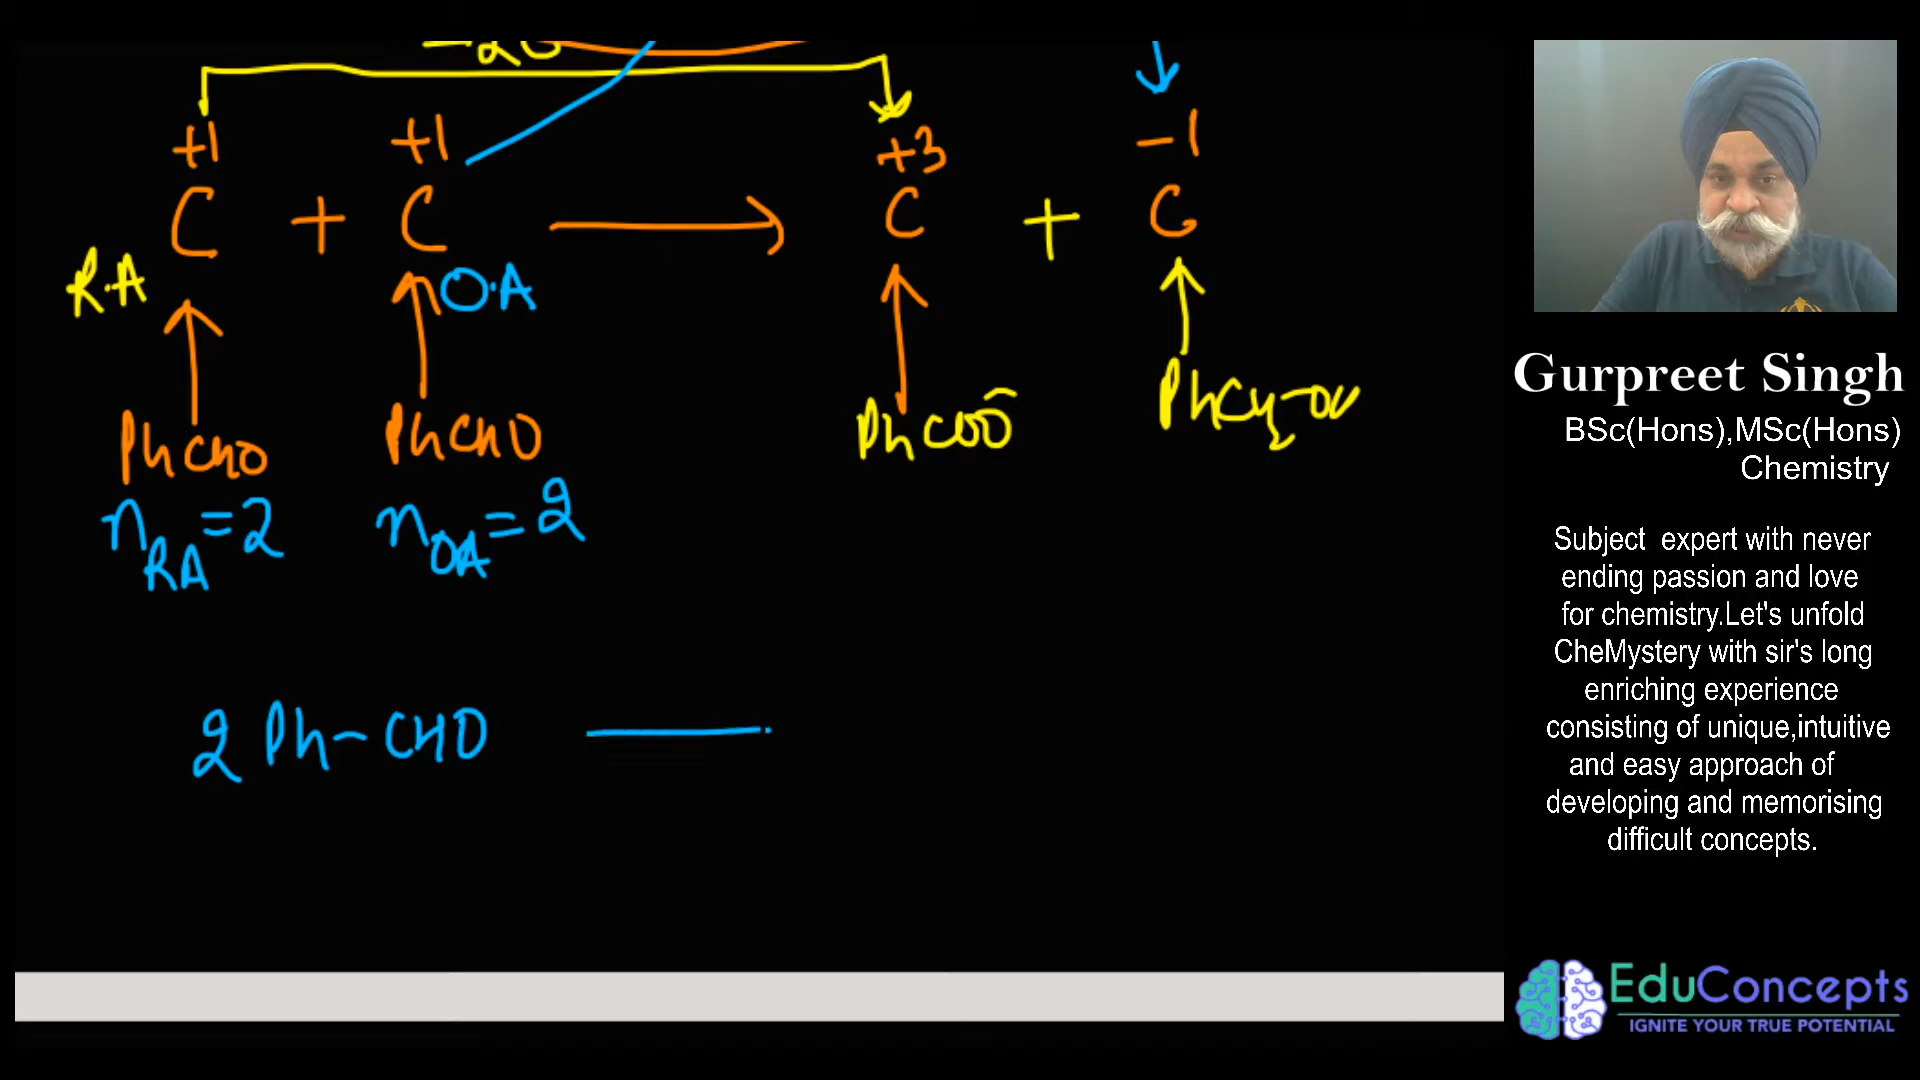 -2e
+1 +1 +3 -1
C + C → C + C
R.A O.A
PhCHO PhCHO PhCOO⁻ PhCH₂-OH
n_RA = 2 n_OA = 2
2 Ph-CHO
Gurpreet Singh
BSc(Hons),MSc(Hons)
Chemistry
Subject expert with never
ending passion and love
for chemistry.Let's unfold
CheMystery with sir's long
enriching experience
consisting of unique,intuitive
and easy approach of
developing and memorising
difficult concepts.
EduConcepts
IGNITE YOUR TRUE POTENTIAL